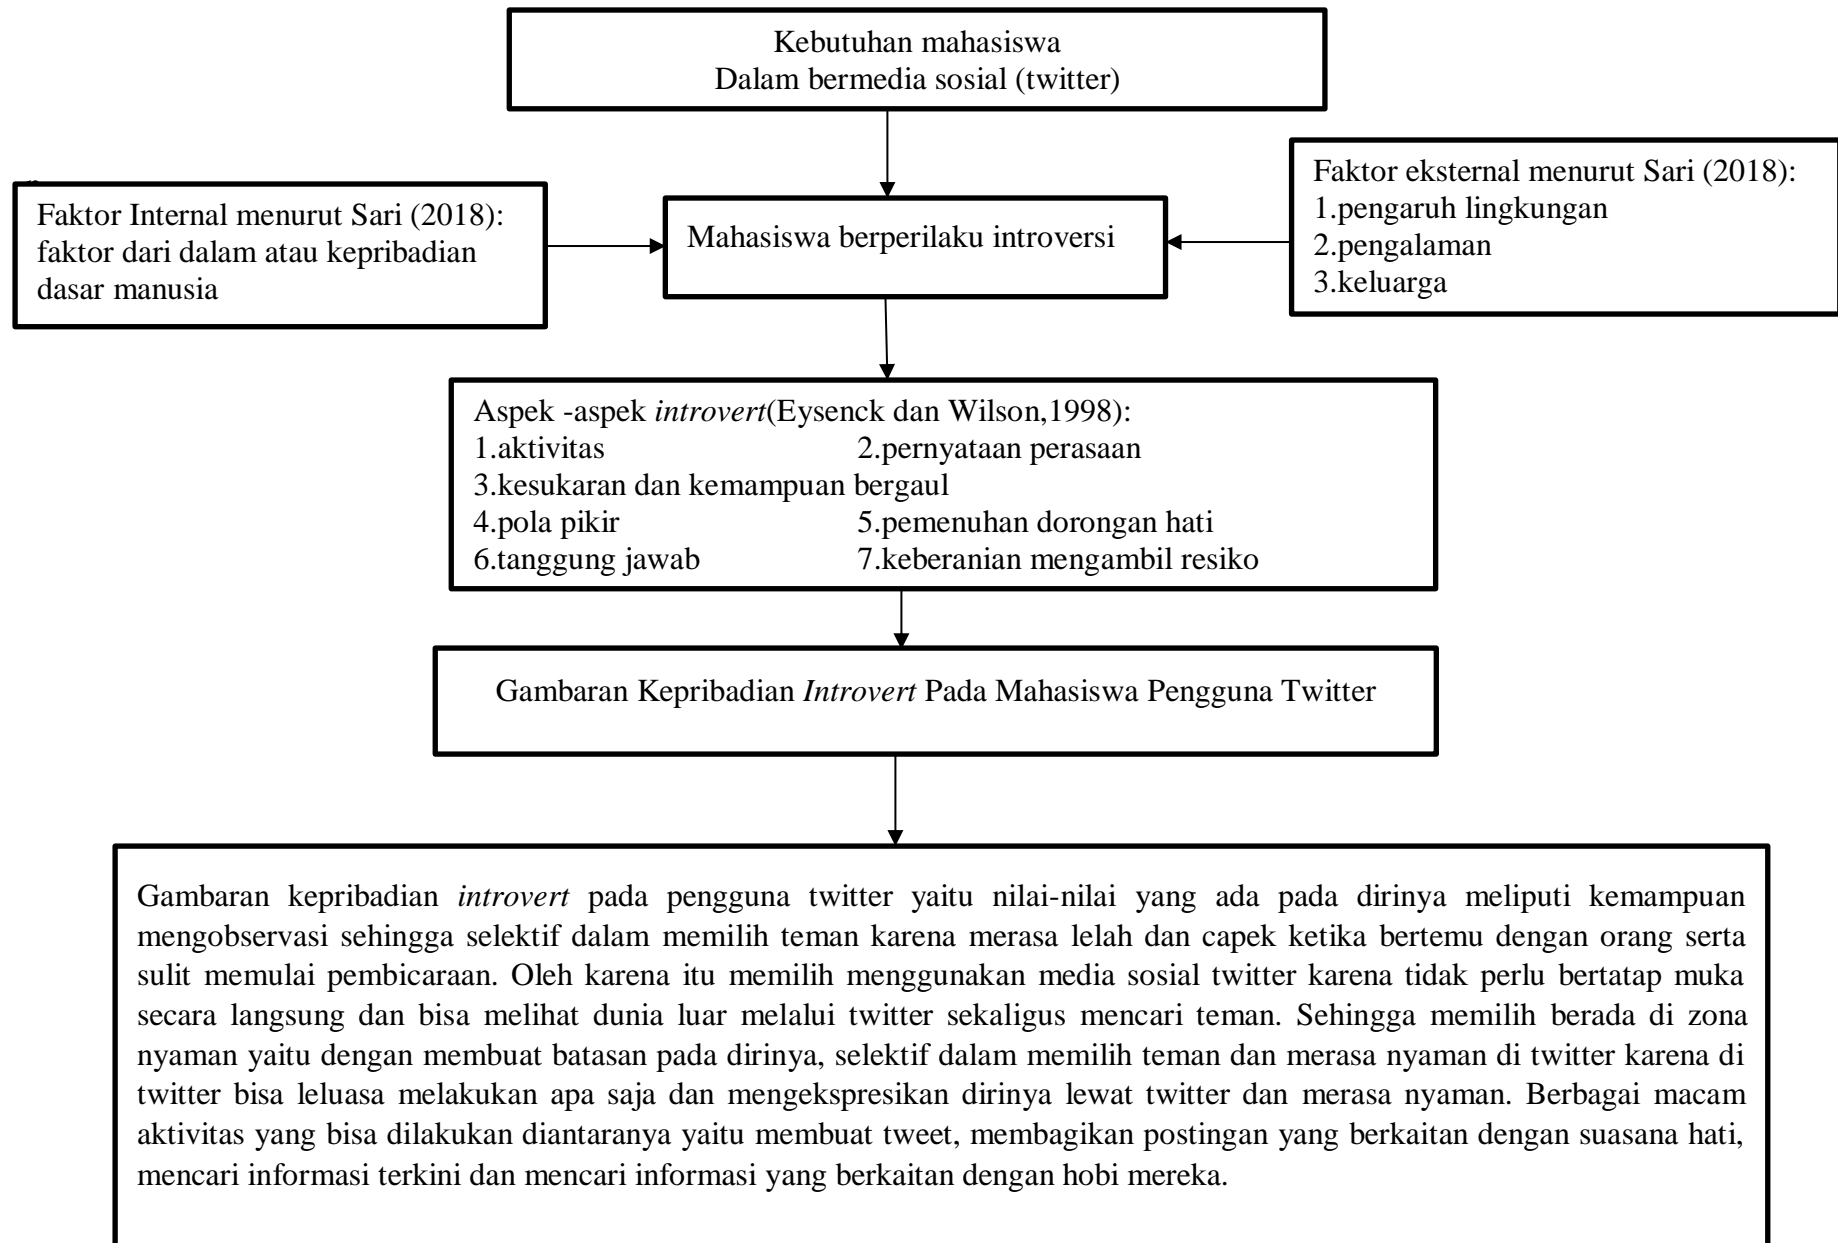 Kebutuhan mahasiswa
Dalam bermedia sosial (twitter)
Faktor Internal menurut Sari (2018):
faktor dari dalam atau kepribadian
dasar manusia
Mahasiswa berperilaku introversi
Faktor eksternal menurut Sari (2018):
1.pengaruh lingkungan
2.pengalaman
3.keluarga
Aspek -aspek introvert(Eysenck dan Wilson,1998):
1.aktivitas 2.pernyataan perasaan
3.kesukaran dan kemampuan bergaul
4.pola pikir 5.pemenuhan dorongan hati
6.tanggung jawab 7.keberanian mengambil resiko
Gambaran Kepribadian Introvert Pada Mahasiswa Pengguna Twitter
Gambaran kepribadian introvert pada pengguna twitter yaitu nilai-nilai yang ada pada dirinya meliputi kemampuan
mengobservasi sehingga selektif dalam memilih teman karena merasa lelah dan capek ketika bertemu dengan orang serta
sulit memulai pembicaraan. Oleh karena itu memilih menggunakan media sosial twitter karena tidak perlu bertatap muka
secara langsung dan bisa melihat dunia luar melalui twitter sekaligus mencari teman. Sehingga memilih berada di zona
nyaman yaitu dengan membuat batasan pada dirinya, selektif dalam memilih teman dan merasa nyaman di twitter karena di
twitter bisa leluasa melakukan apa saja dan mengekspresikan dirinya lewat twitter dan merasa nyaman. Berbagai macam
aktivitas yang bisa dilakukan diantaranya yaitu membuat tweet, membagikan postingan yang berkaitan dengan suasana hati,
mencari informasi terkini dan mencari informasi yang berkaitan dengan hobi mereka.